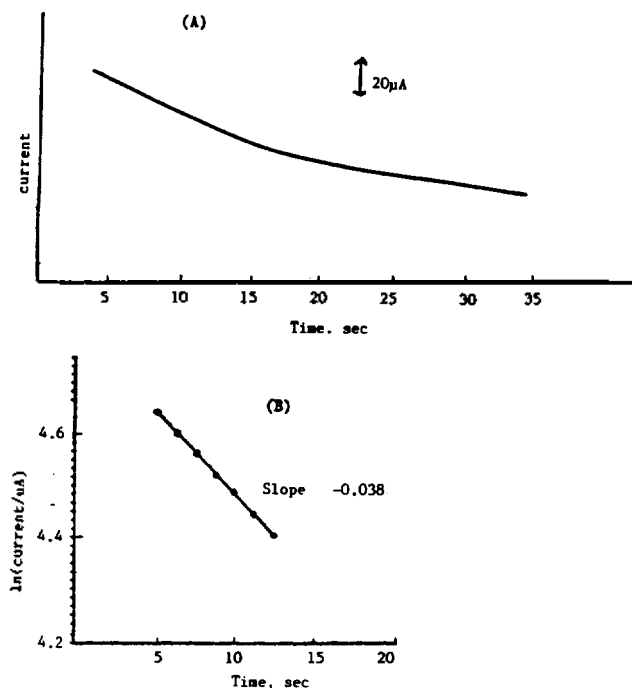 (A)
20µA
current
5 10 15 20 25 30 35
Time. sec
(B)
4.6
Slope -0.038
4.4
ln(current/uA)
4.2
5 10 15 20
Time, sec